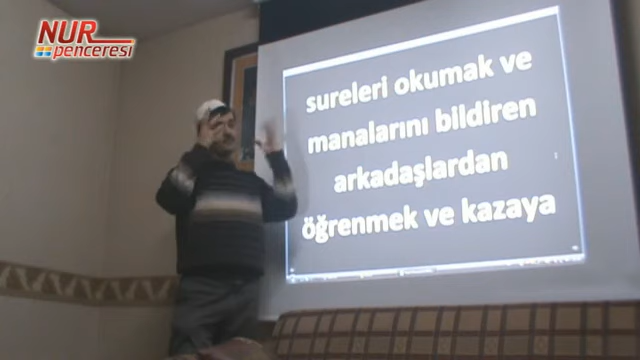 NUR
penceresi
sureleri okumak ve
manalarını bildiren
arkadaşlardan
öğrenmek ve kazaya